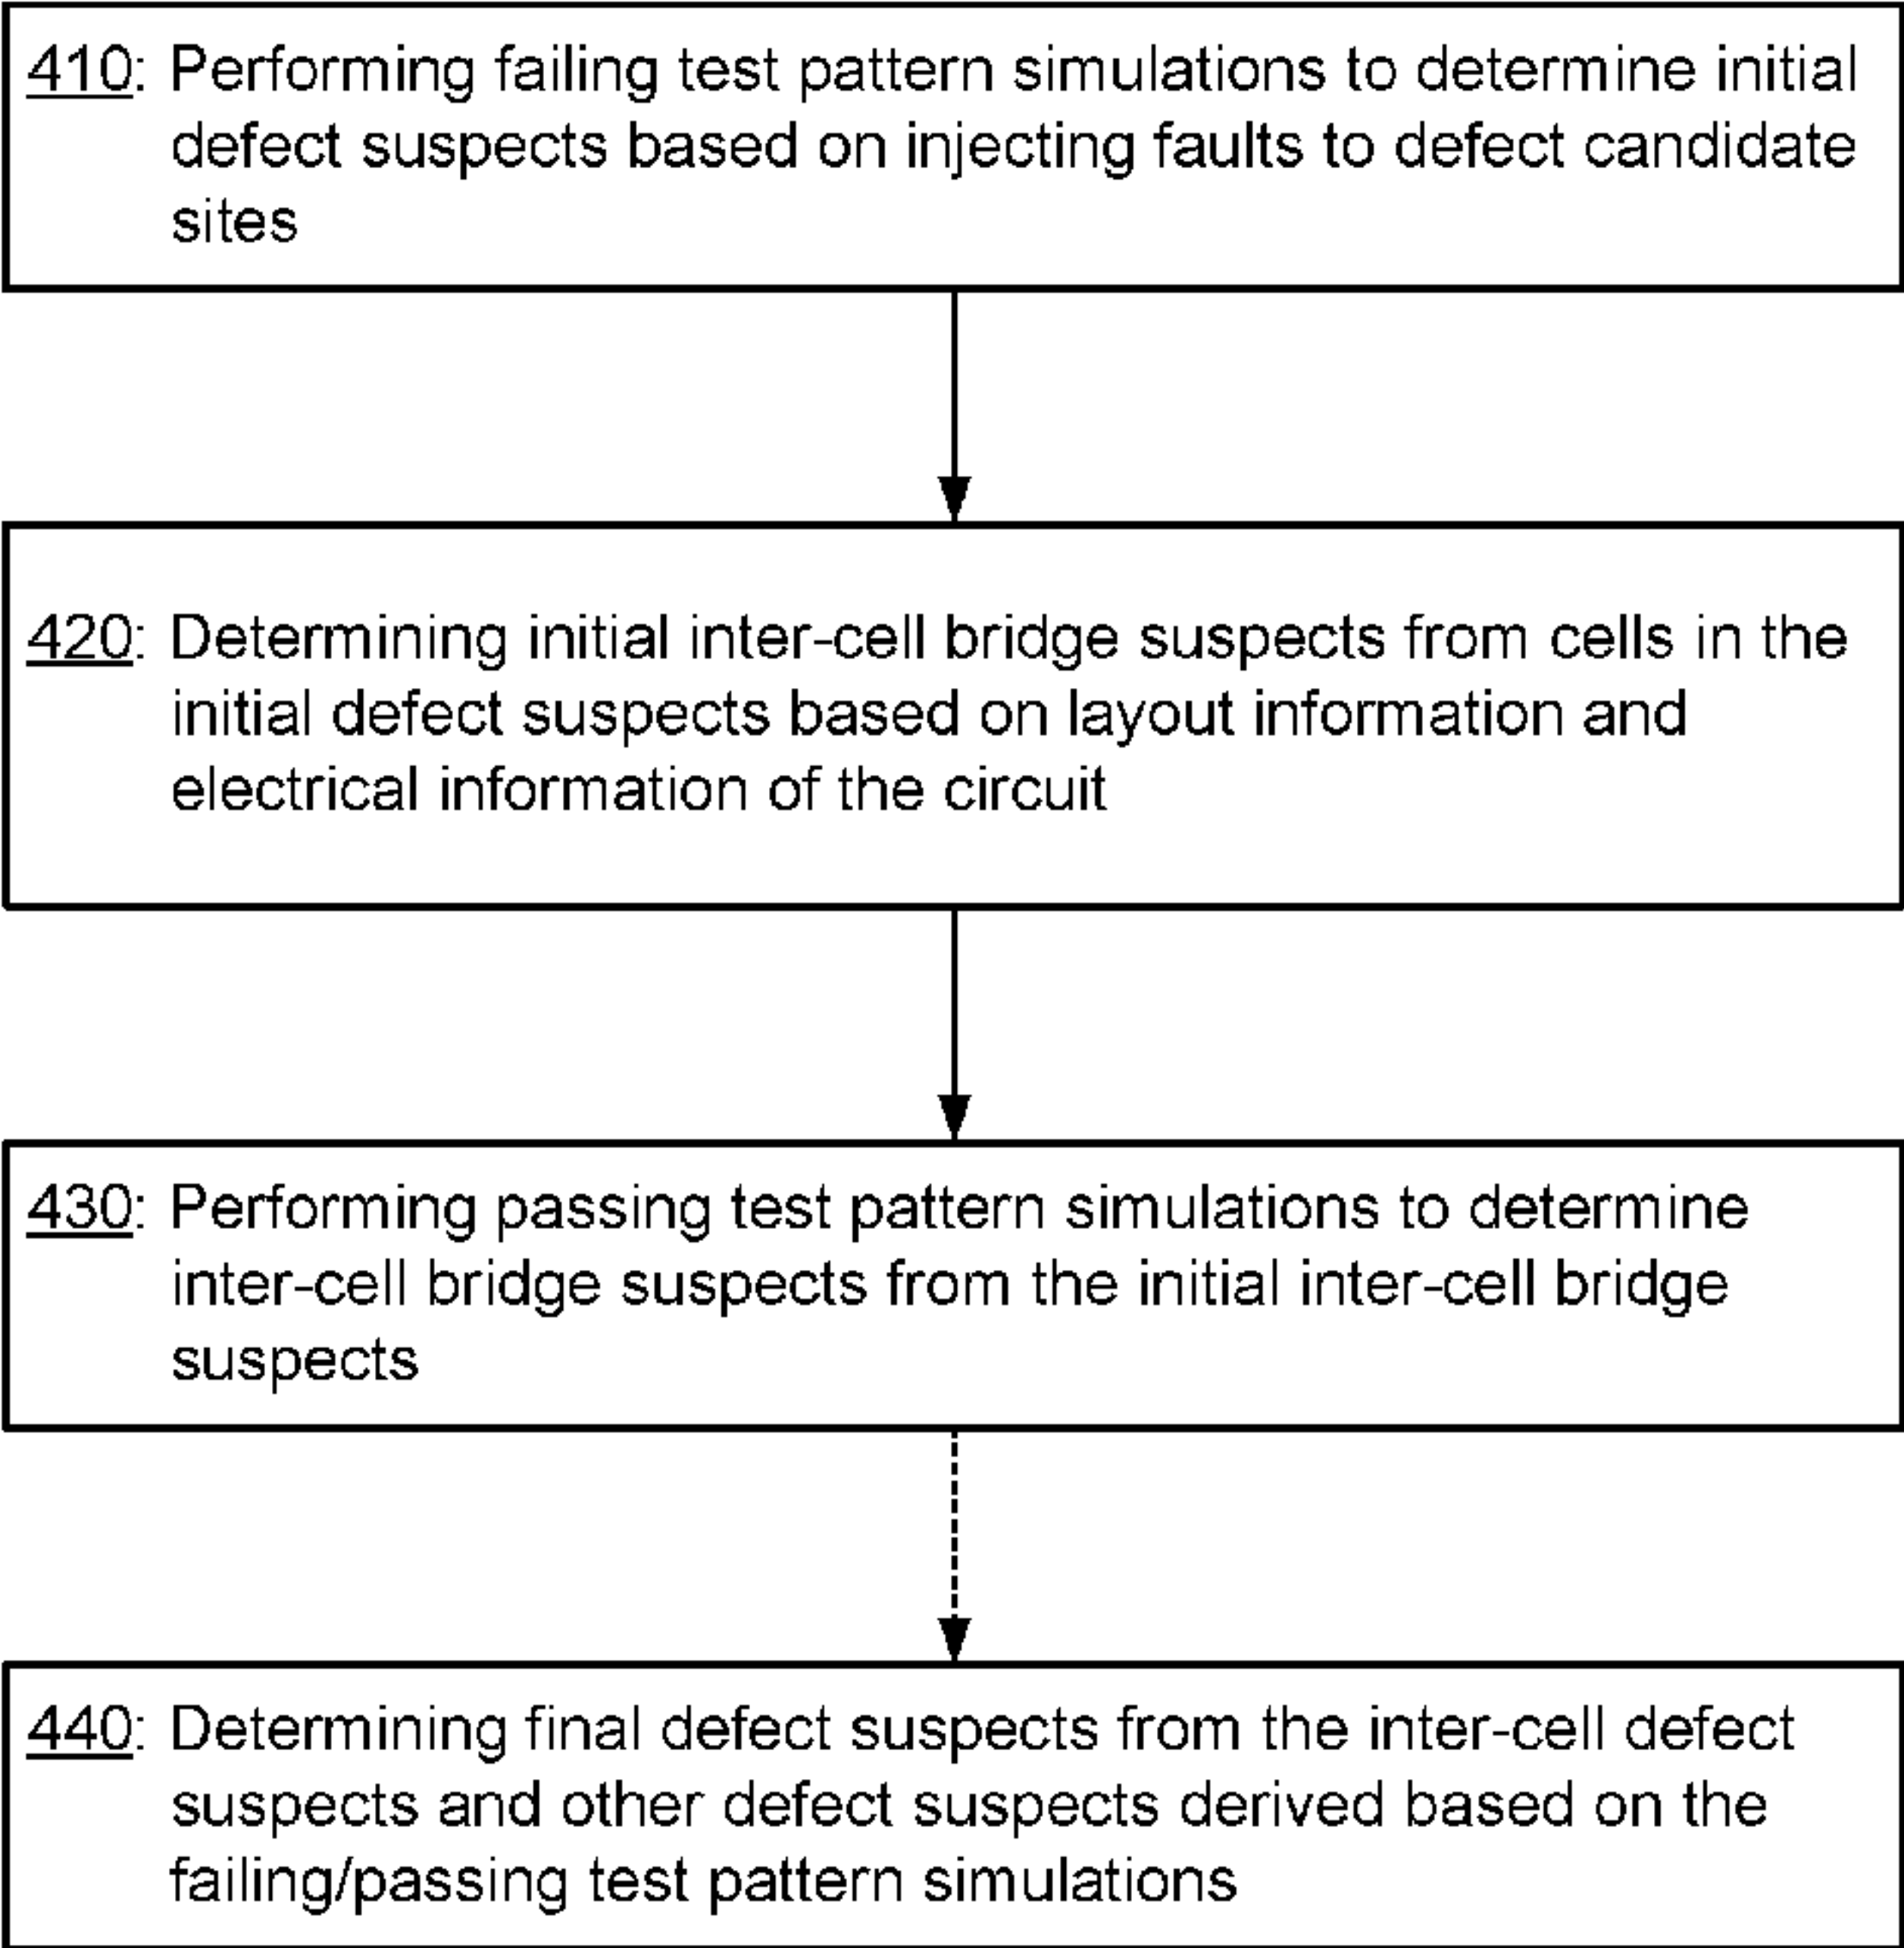 410: Performing failing test pattern simulations to determine initial
defect suspects based on injecting faults to defect candidate
sites
420: Determining initial inter-cell bridge suspects from cells in the
initial defect suspects based on layout information and
electrical information of the circuit
430: Performing passing test pattern simulations to determine
inter-cell bridge suspects from the initial inter-cell bridge
suspects
440: Determining final defect suspects from the inter-cell defect
suspects and other defect suspects derived based on the
failing/passing test pattern simulations